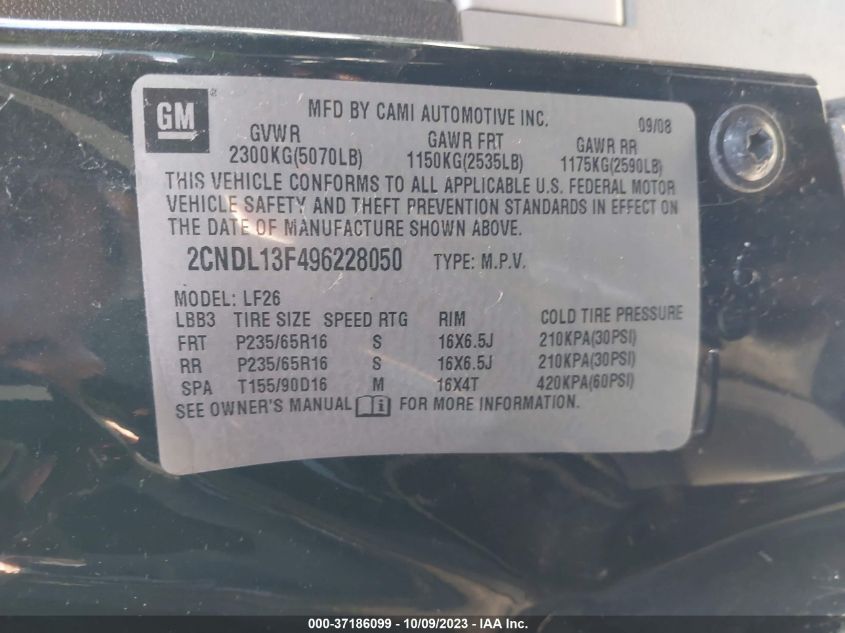 GM ®
MFD BY CAMI AUTOMOTIVE INC. 09/08
GVWR GAWR FRT GAWR RR
2300KG(5070LB) 1150KG(2535LB) 1175KG(2590LB)
THIS VEHICLE CONFORMS TO ALL APPLICABLE U.S. FEDERAL MOTOR
VEHICLE SAFETY AND THEFT PREVENTION STANDARDS IN EFFECT ON
THE DATE OF MANUFACTURE SHOWN ABOVE.
2CNDL13F496228050 TYPE: M.P.V.
MODEL: LF26
LBB3 TIRE SIZE SPEED RTG RIM COLD TIRE PRESSURE
FRT P235/65R16 S 16X6.5J 210KPA(30PSI)
RR P235/65R16 S 16X6.5J 210KPA(30PSI)
SPA T155/90D16 M 16X4T 420KPA(60PSI)
SEE OWNER'S MANUAL FOR MORE INFORMATION.
000-37186099 - 10/09/2023 - IAA Inc.